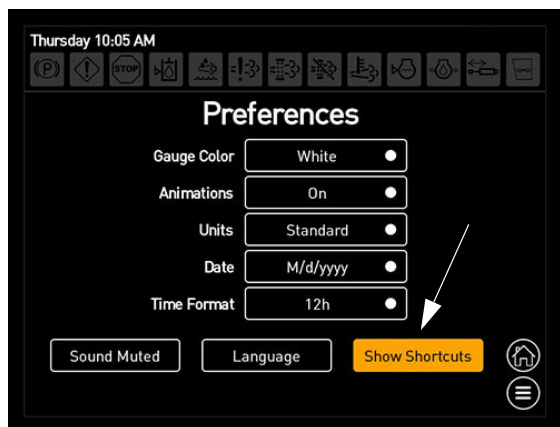 Thursday 10:05 AM
(P) STOP
Preferences
Gauge Color White
Animations On
Units Standard
Date M/d/yyyy
Time Format 12h
Sound Muted Language Show Shortcuts